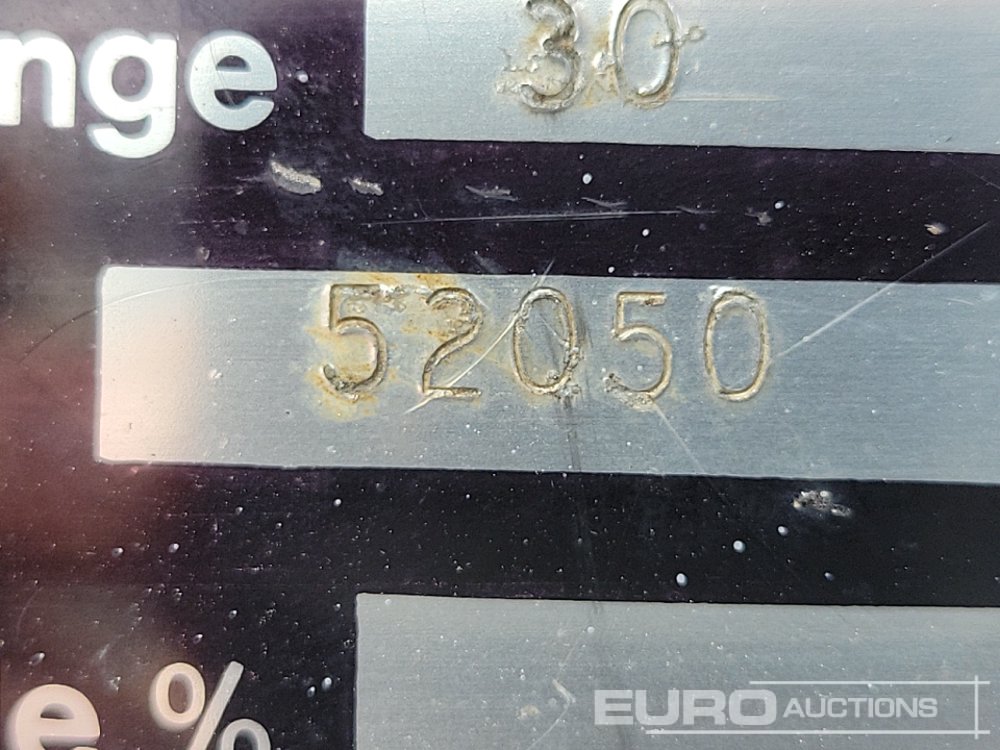 nge 30
52050
e %
EURO AUCTIONS